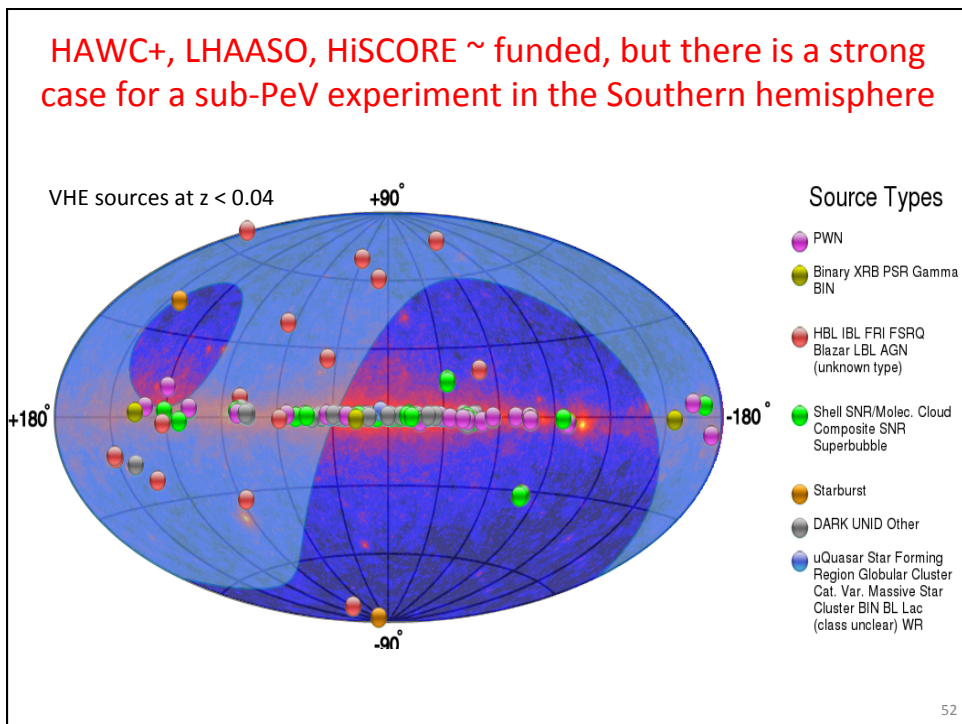 HAWC+, LHAASO, HiSCORE ~ funded, but there is a strong
case for a sub-PeV experiment in the Southern hemisphere
VHE sources at z < 0.04
+90°
Source Types
PWN
Binary XRB PSR Gamma
BIN
HBL IBL FRI FSRQ
Blazar LBL AGN
(unknown type)
+180°
-180°
Shell SNR/Molec. Cloud
Composite SNR
Superbubble
Starburst
DARK UNID Other
uQuasar Star Forming
Region Globular Cluster
Cat. Var. Massive Star
Cluster BIN BL Lac
(class unclear) WR
-90°
52